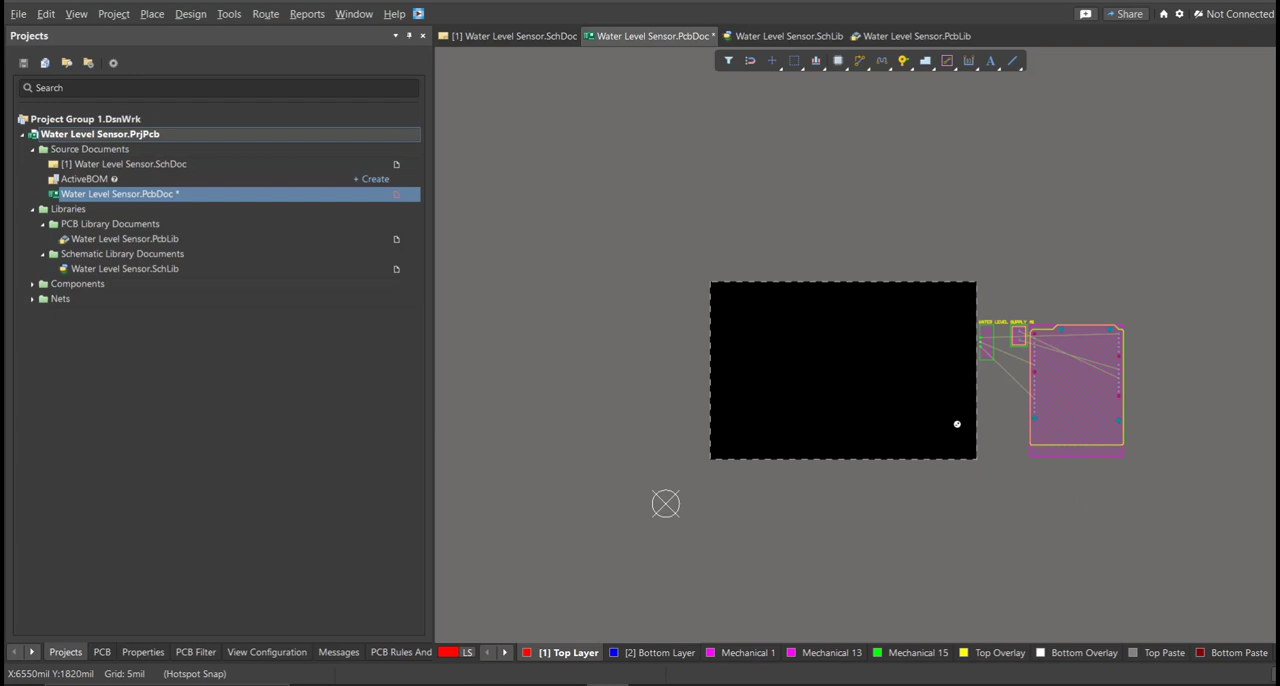 File Edit View Project Place Design Tools Route Reports Window Help Share Not Connected
Projects
[1] Water Level Sensor.SchDoc Water Level Sensor.PcbDoc * Water Level Sensor.SchLib Water Level Sensor.PcbLib
Search
Project Group 1.DsnWrk
Water Level Sensor.PrjPcb
Source Documents
[1] Water Level Sensor.SchDoc
ActiveBOM + Create
Water Level Sensor.PcbDoc *
Libraries
PCB Library Documents
Water Level Sensor.PcbLib
Schematic Library Documents
Water Level Sensor.SchLib
Components
Nets
WATER LEVEL SUPPLY
Projects PCB Properties PCB Filter View Configuration Messages PCB Rules And LS [1] Top Layer [2] Bottom Layer Mechanical 1 Mechanical 13 Mechanical 15 Top Overlay Bottom Overlay Top Paste Bottom Paste
X:6550mil Y:1820mil Grid: 5mil (Hotspot Snap)